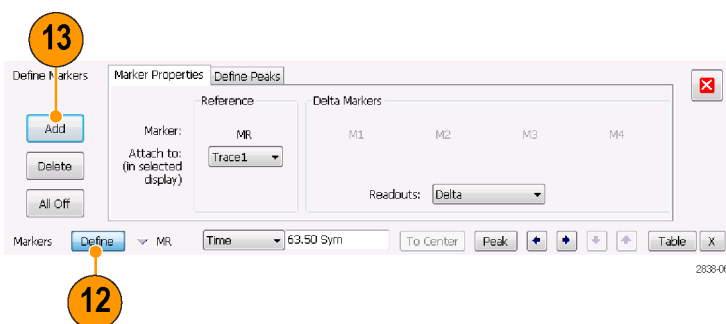 13
Define Markers
Marker Properties
Define Peaks
Reference
Delta Markers
Add
Marker:
MR
M1
M2
M3
M4
Attach to:
(in selected
display)
Trace1
Delete
Readouts:
Delta
All Off
Markers
Define
MR
Time
63.50 Sym
To Center
Peak
Table
X
12